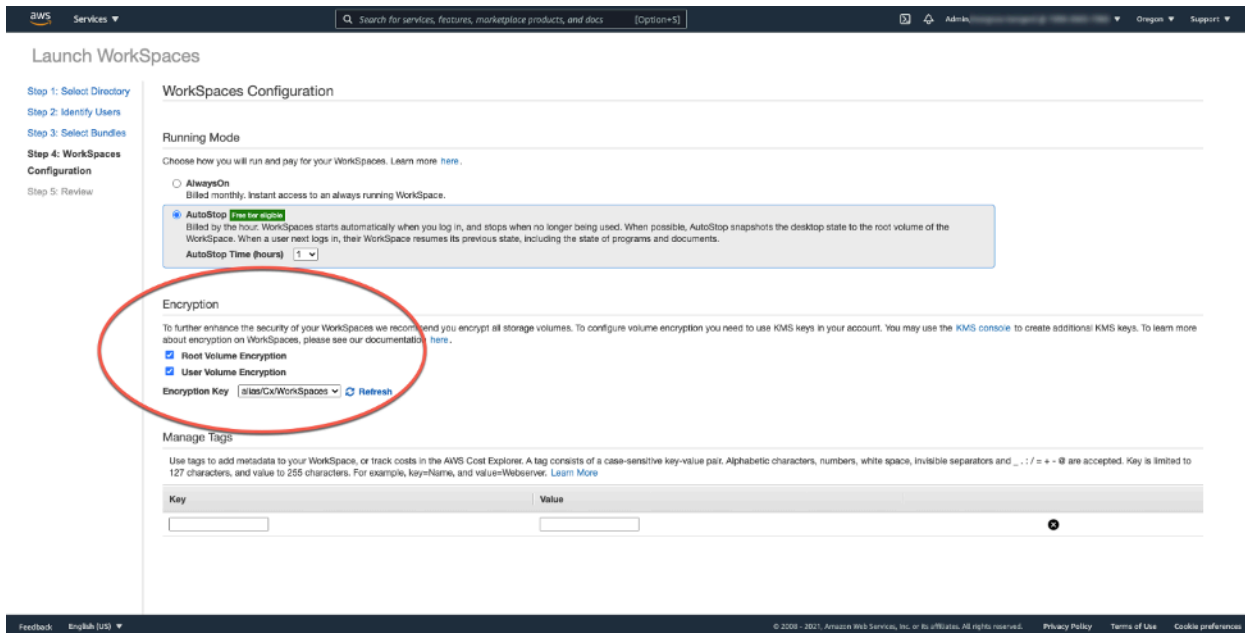 aws Services ▼ Search for services, features, marketplace products, and docs [Option+S] Admin ▼ Oregon ▼ Support ▼
Launch WorkSpaces
Step 1: Select Directory
Step 2: Identify Users
Step 3: Select Bundles
Step 4: WorkSpaces
Configuration
Step 5: Review
WorkSpaces Configuration
Running Mode
Choose how you will run and pay for your WorkSpaces. Learn more here.
AlwaysOn
Billed monthly. Instant access to an always running WorkSpace.
AutoStop Free tier eligible
Billed by the hour. WorkSpaces starts automatically when you log in, and stops when no longer being used. When possible, AutoStop snapshots the desktop state to the root volume of the
WorkSpace. When a user next logs in, their WorkSpace resumes its previous state, including the state of programs and documents.
AutoStop Time (hours) 1
Encryption
To further enhance the security of your WorkSpaces we recommend you encrypt all storage volumes. To configure volume encryption you need to use KMS keys in your account. You may use the KMS console to create additional KMS keys. To learn more
about encryption on WorkSpaces, please see our documentation here.
Root Volume Encryption
User Volume Encryption
Encryption Key alias/Cx/WorkSpaces Refresh
Manage Tags
Use tags to add metadata to your WorkSpace, or track costs in the AWS Cost Explorer. A tag consists of a case-sensitive key-value pair. Alphabetic characters, numbers, white space, invisible separators and _ . : / = + - @ are accepted. Key is limited to
127 characters, and value to 255 characters. For example, key=Name, and value=Webserver. Learn More
Key Value
Feedback English (US) ▼ © 2008 - 2021, Amazon Web Services, Inc. or its affiliates. All rights reserved. Privacy Policy Terms of Use Cookie preferences